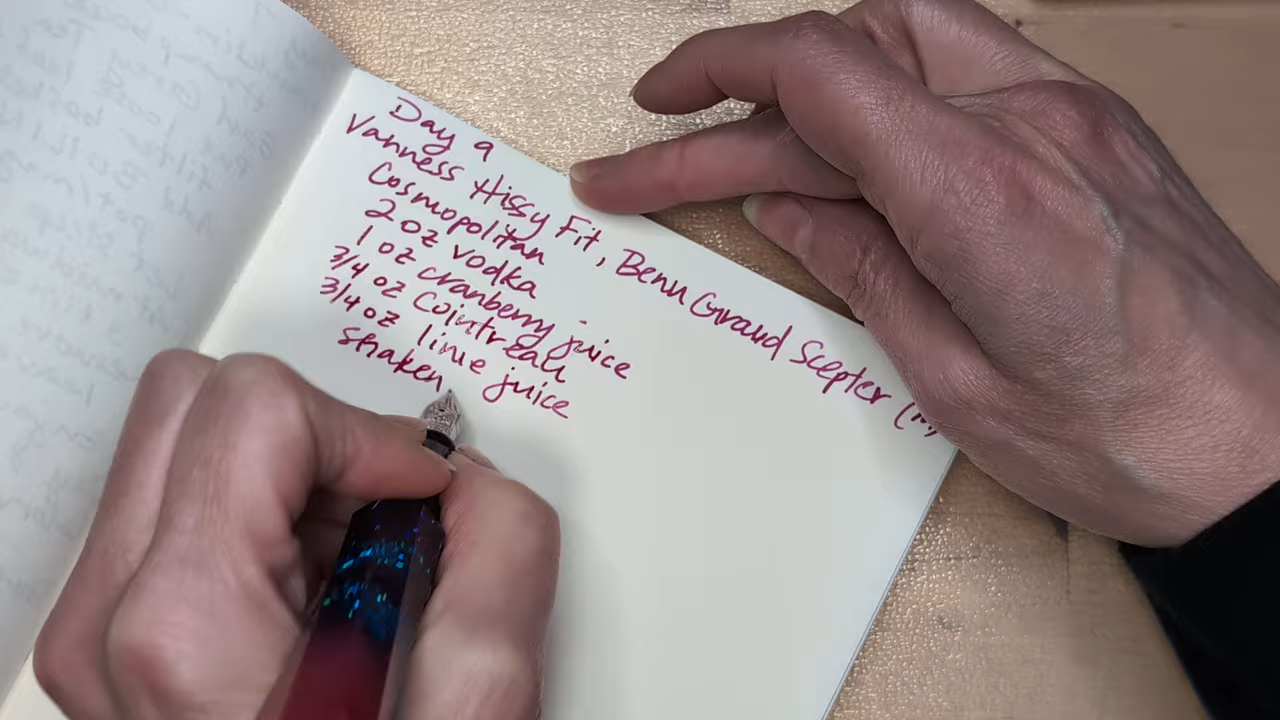 Day 9
Vanness Hissy Fit, Benu Grand Scepter (M)
Cosmopolitan
2 oz vodka
1 oz cranberry juice
3/4 oz Cointreau
3/4 oz lime juice
shaken